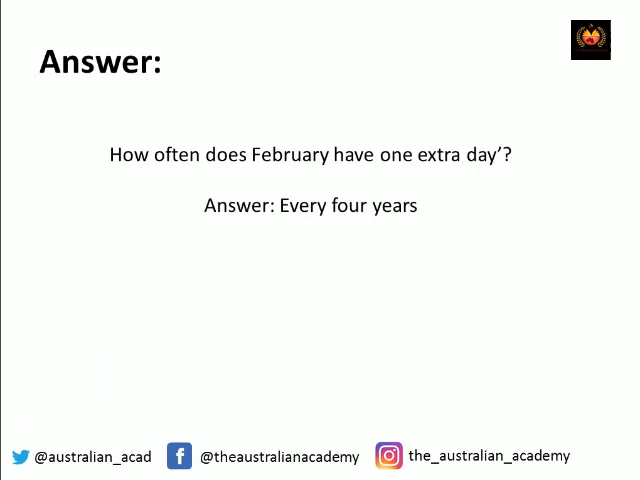 Answer:
How often does February have one extra day’?
Answer: Every four years
@australian_acad
@theaustralianacademy
the_australian_academy